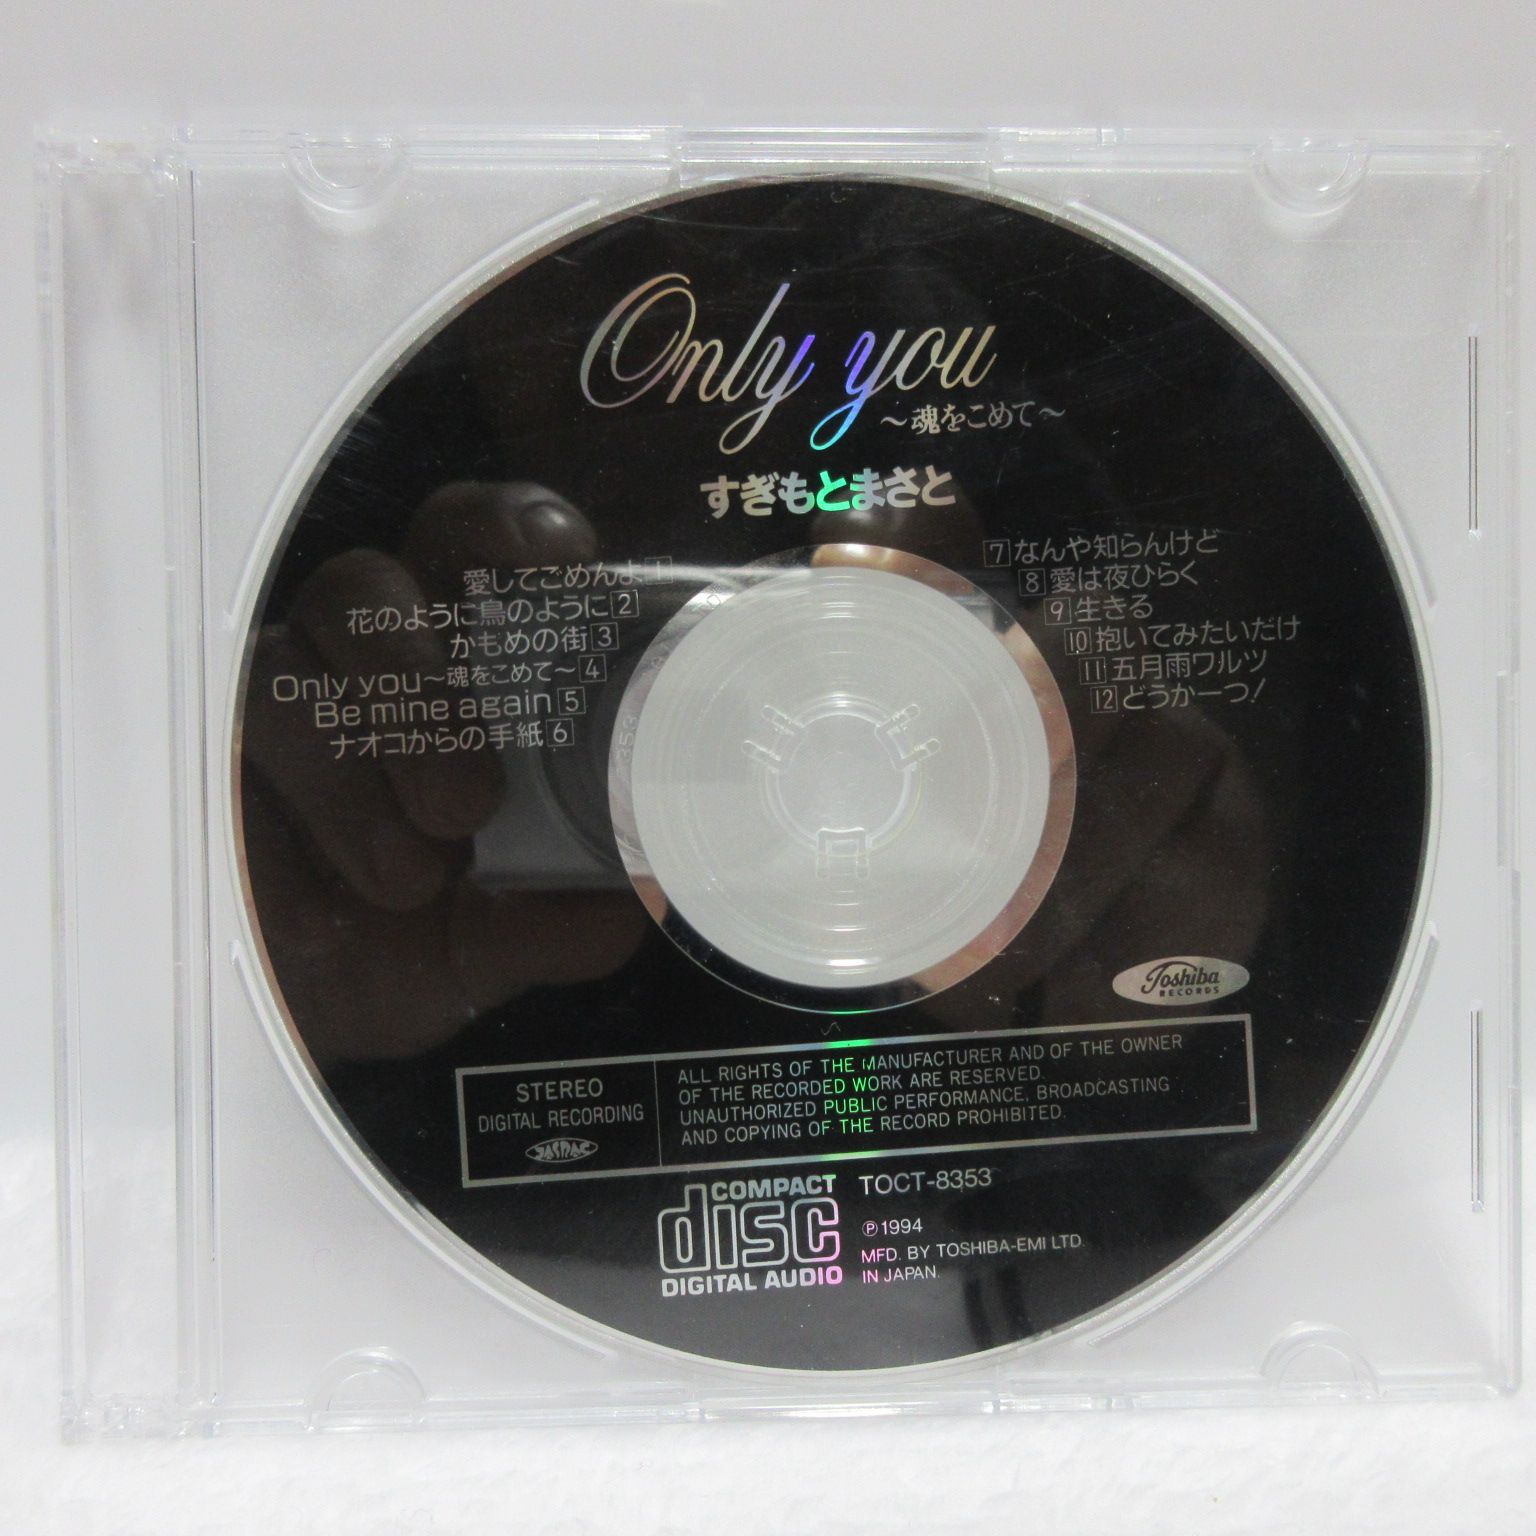 Only you
～魂をこめて～
すぎもとまさと
愛してごめんよ 1
花のように鳥のように 2
かもめの街 3
Only you～魂をこめて～ 4
Be mine again 5
ナオコからの手紙 6
7 なんや知らんけど
8 愛は夜ひらく
9 生きる
10 抱いてみたいだけ
11 五月雨ワルツ
12 どうか一つ!
Toshiba
RECORDS
STEREO
DIGITAL RECORDING
JASRAC
ALL RIGHTS OF THE MANUFACTURER AND OF THE OWNER
OF THE RECORDED WORK ARE RESERVED.
UNAUTHORIZED PUBLIC PERFORMANCE, BROADCASTING
AND COPYING OF THE RECORD PROHIBITED.
COMPACT
disc
DIGITAL AUDIO
TOCT-8353
Ⓟ1994
MFD. BY TOSHIBA-EMI LTD.
IN JAPAN.